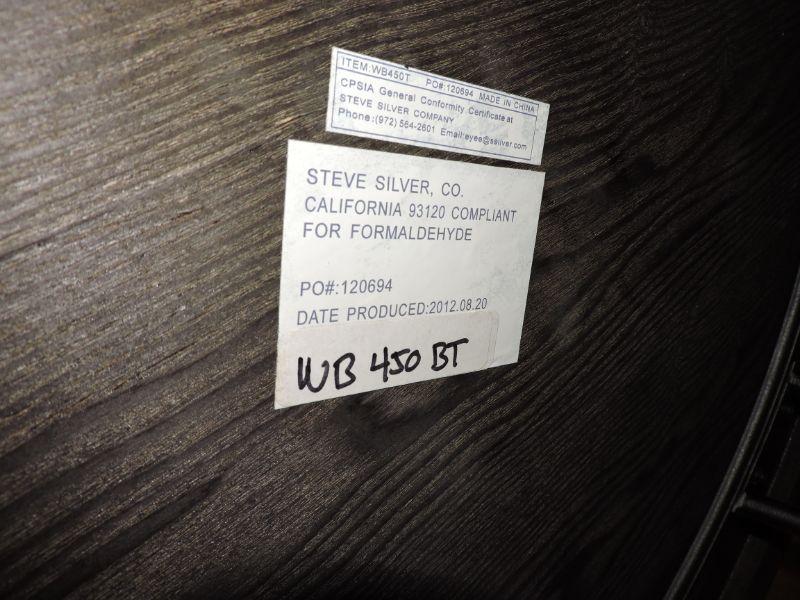 ITEM:WB450T PO#:120694 MADE IN CHINA
CPSIA General Conformity Certificate at
STEVE SILVER COMPANY
Phone:(972) 564-2601 Email:eyee@ssilver.com
STEVE SILVER, CO.
CALIFORNIA 93120 COMPLIANT
FOR FORMALDEHYDE
PO#:120694
DATE PRODUCED:2012.08.20
WB 450 BT